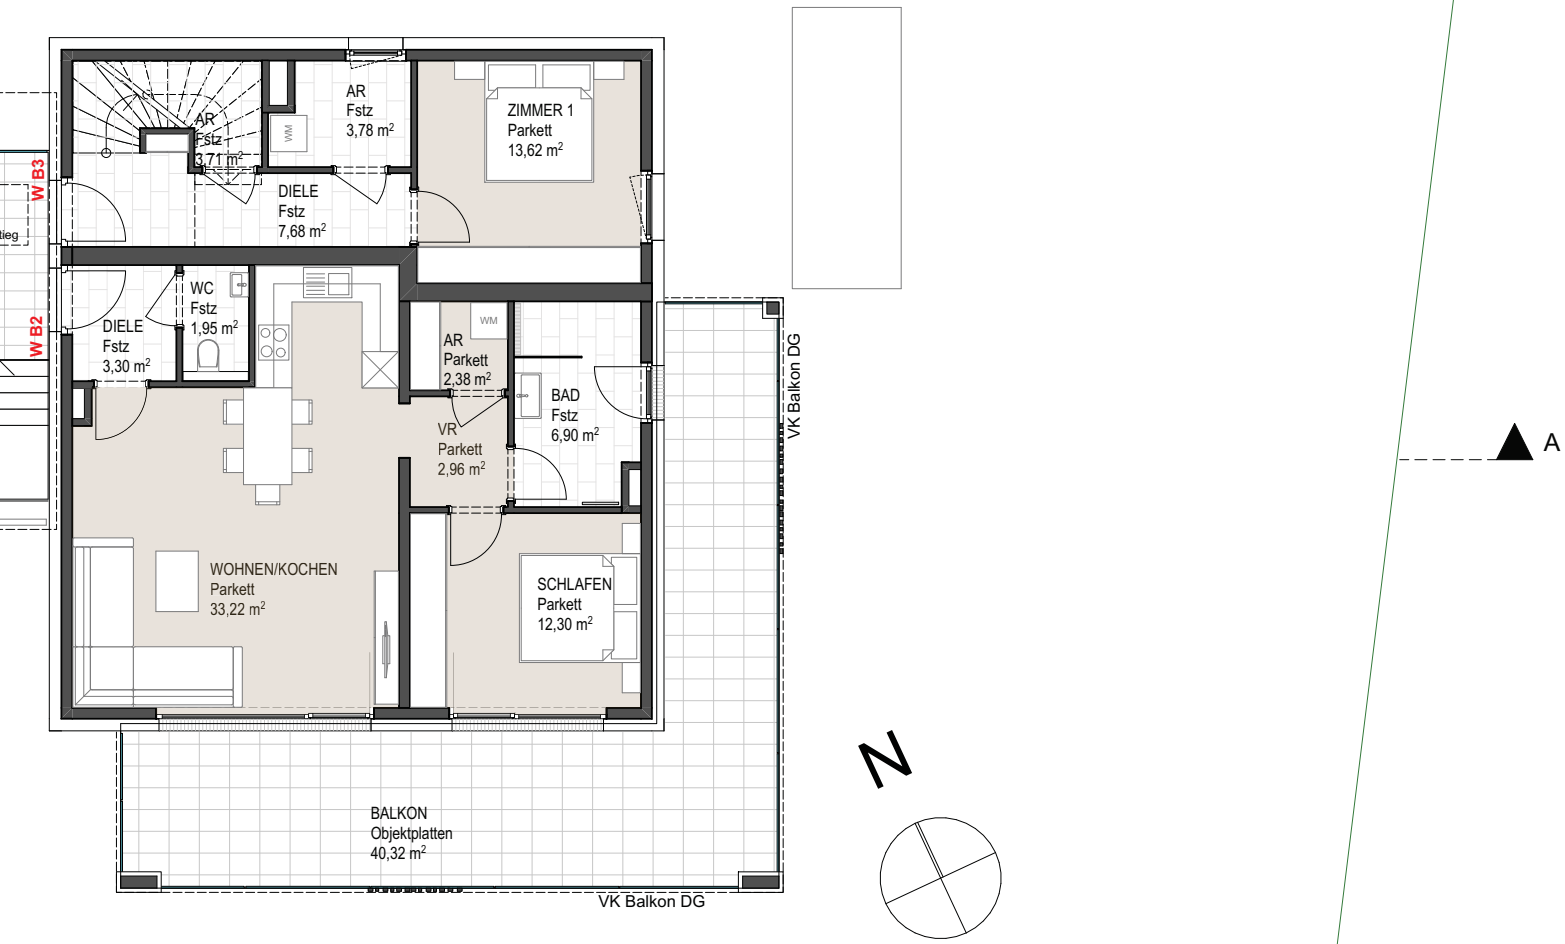 AR
Fstz
3,71 m²
AR
Fstz
3,78 m²
WM
ZIMMER 1
Parkett
13,62 m²
W B3
DIELE
Fstz
7,68 m²
tieg
W B2
DIELE
Fstz
3,30 m²
WC
Fstz
1,95 m²
WM
AR
Parkett
2,38 m²
BAD
Fstz
6,90 m²
VR
Parkett
2,96 m²
VK Balkon DG
A
WOHNEN/KOCHEN
Parkett
33,22 m²
SCHLAFEN
Parkett
12,30 m²
N
BALKON
Objektplatten
40,32 m²
VK Balkon DG